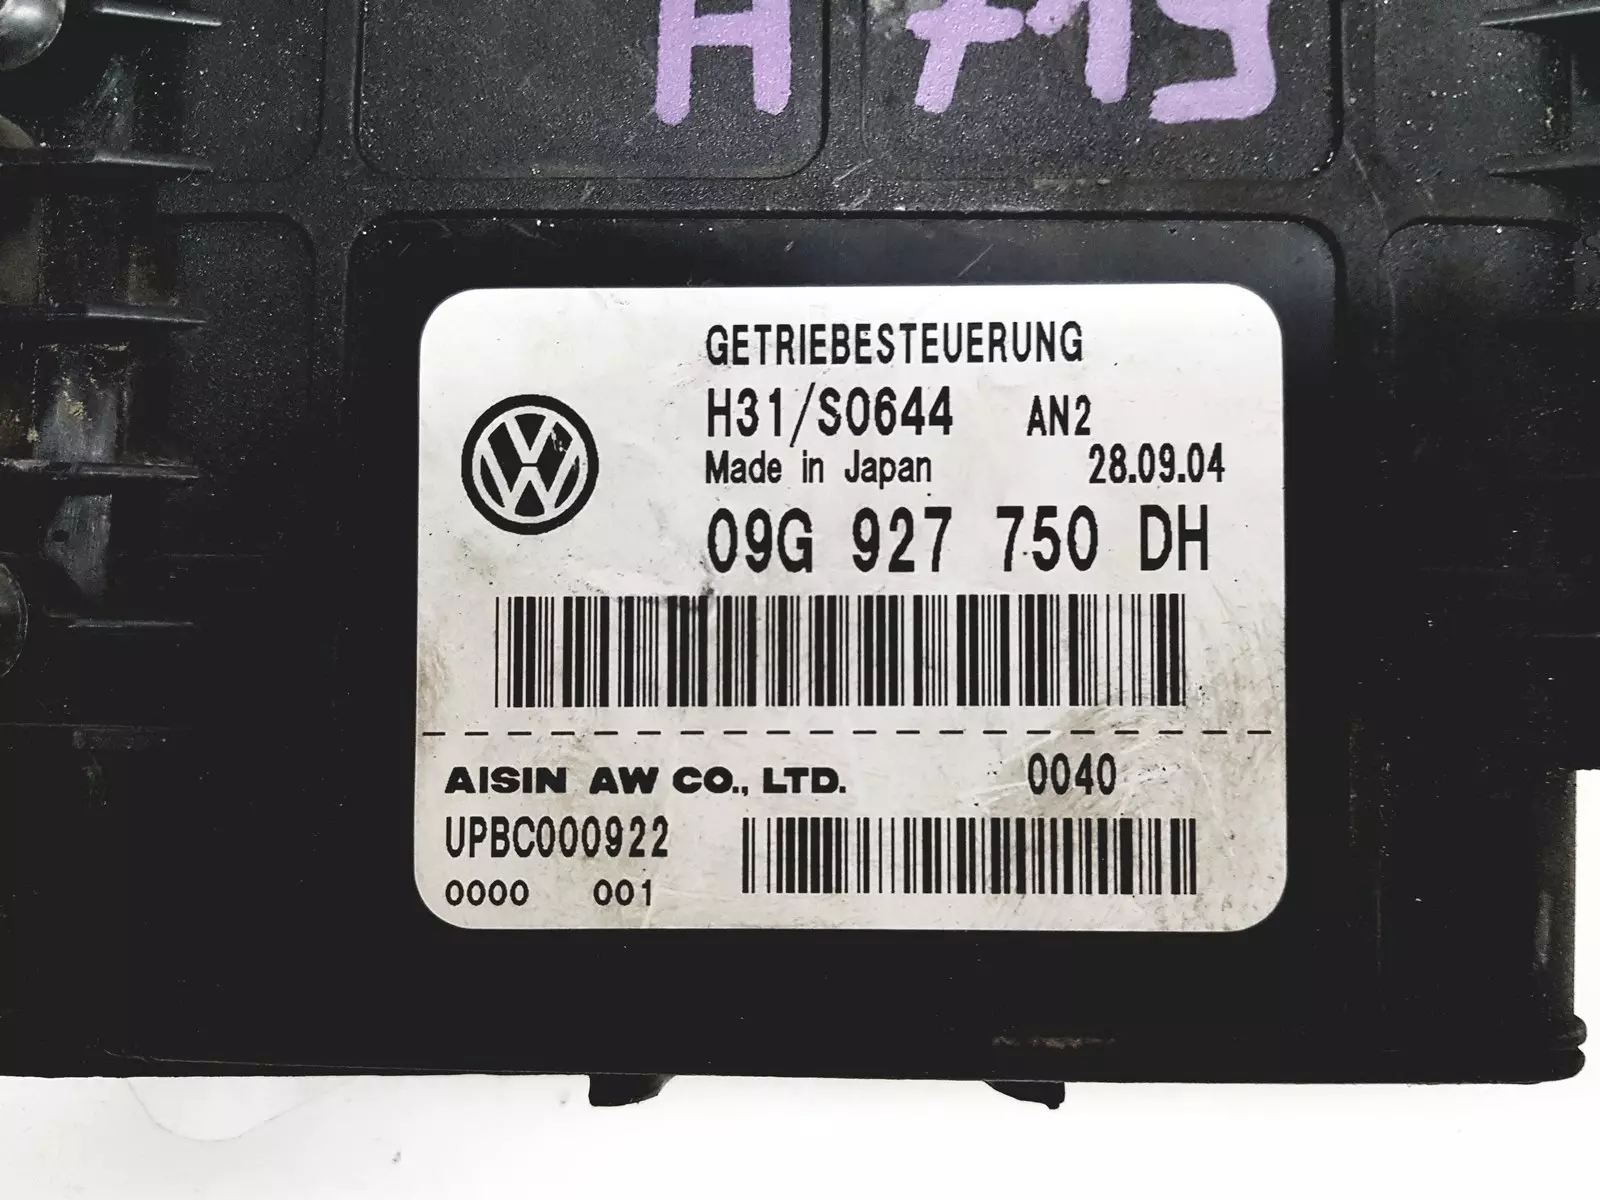 H 719
GETRIEBESTEUERUNG
H31/S0644 AN2
Made in Japan 28.09.04
09G 927 750 DH
AISIN AW CO., LTD. 0040
UPBC000922
0000 001